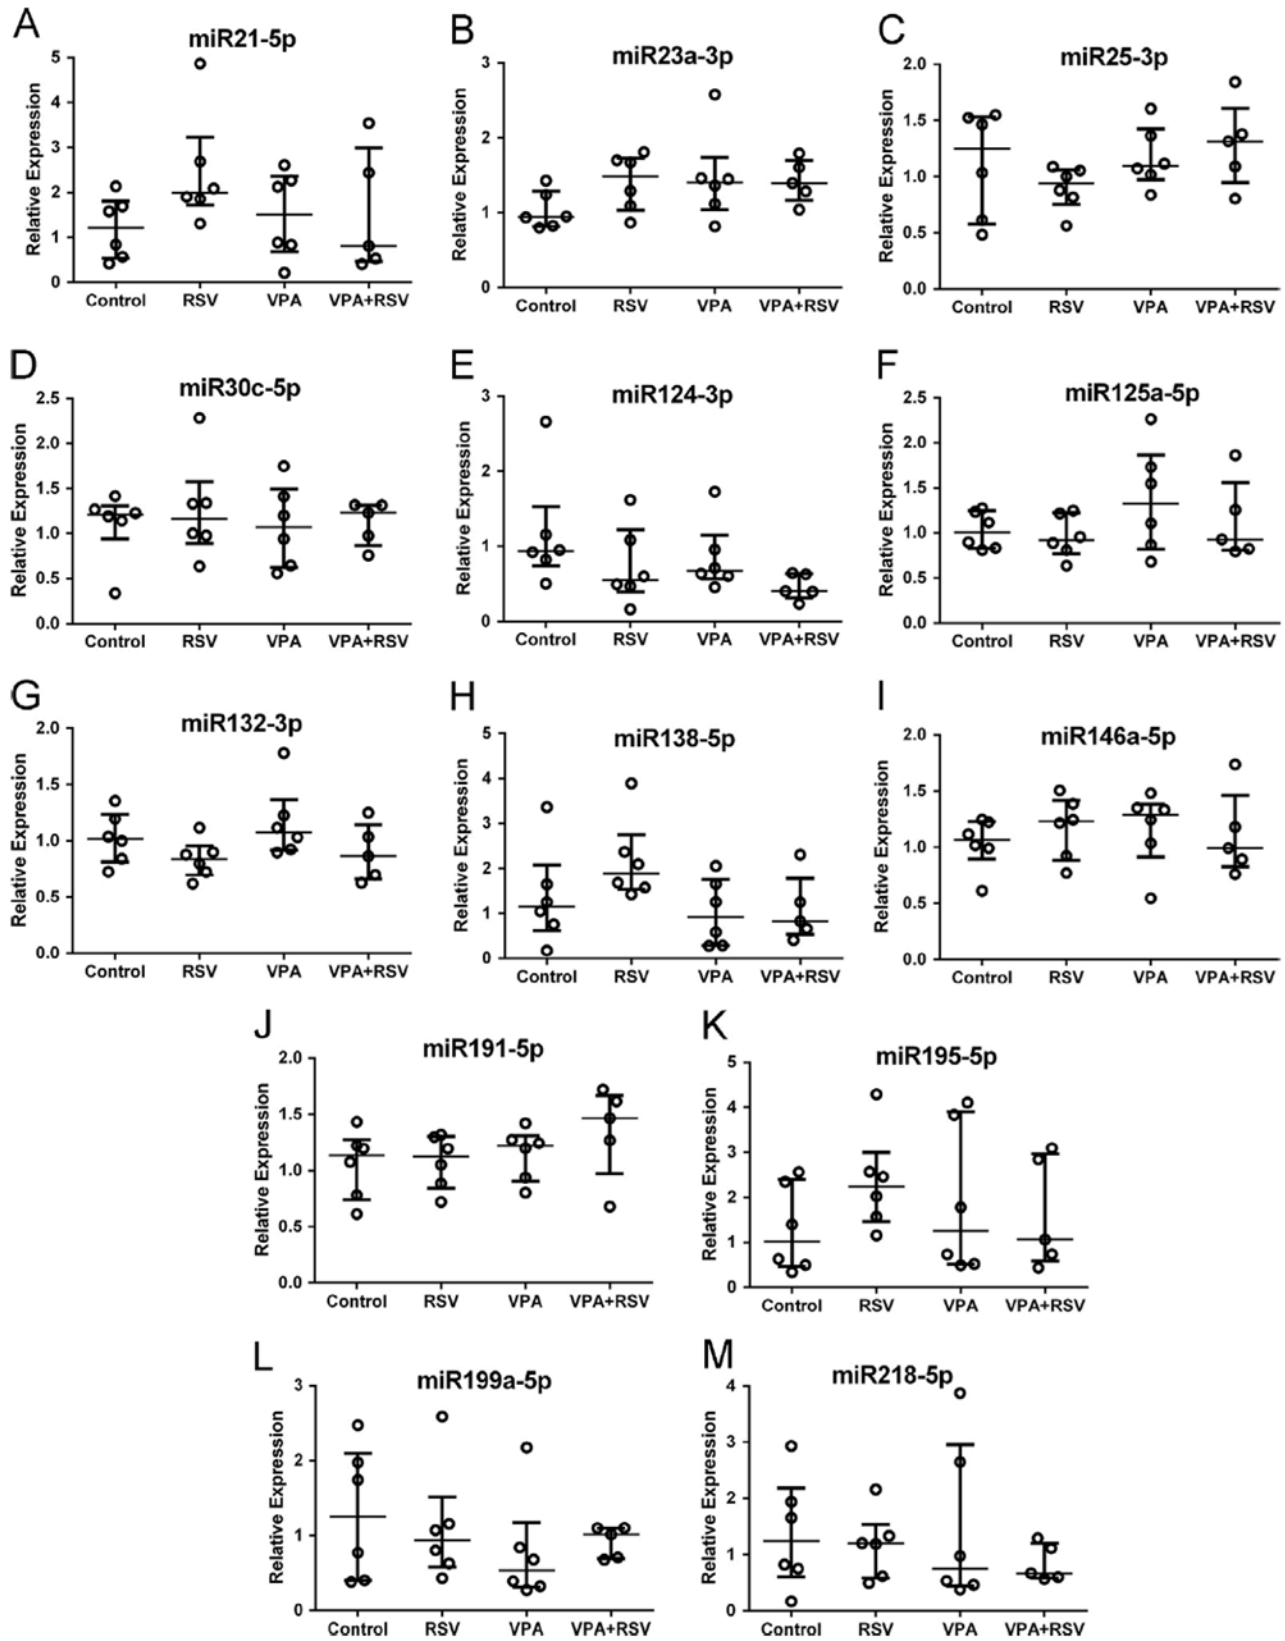 A
miR21-5p
Relative Expression
5
4
3
2
1
0
Control RSV VPA VPA+RSV
B
miR23a-3p
Relative Expression
3
2
1
0
Control RSV VPA VPA+RSV
C
miR25-3p
Relative Expression
2.0
1.5
1.0
0.5
0.0
Control RSV VPA VPA+RSV
D
miR30c-5p
Relative Expression
2.5
2.0
1.5
1.0
0.5
0.0
Control RSV VPA VPA+RSV
E
miR124-3p
Relative Expression
3
2
1
0
Control RSV VPA VPA+RSV
F
miR125a-5p
Relative Expression
2.5
2.0
1.5
1.0
0.5
0.0
Control RSV VPA VPA+RSV
G
miR132-3p
Relative Expression
2.0
1.5
1.0
0.5
0.0
Control RSV VPA VPA+RSV
H
miR138-5p
Relative Expression
5
4
3
2
1
0
Control RSV VPA VPA+RSV
I
miR146a-5p
Relative Expression
2.0
1.5
1.0
0.5
0.0
Control RSV VPA VPA+RSV
J
miR191-5p
Relative Expression
2.0
1.5
1.0
0.5
0.0
Control RSV VPA VPA+RSV
K
miR195-5p
Relative Expression
5
4
3
2
1
0
Control RSV VPA VPA+RSV
L
miR199a-5p
Relative Expression
3
2
1
0
Control RSV VPA VPA+RSV
M
miR218-5p
Relative Expression
4
3
2
1
0
Control RSV VPA VPA+RSV